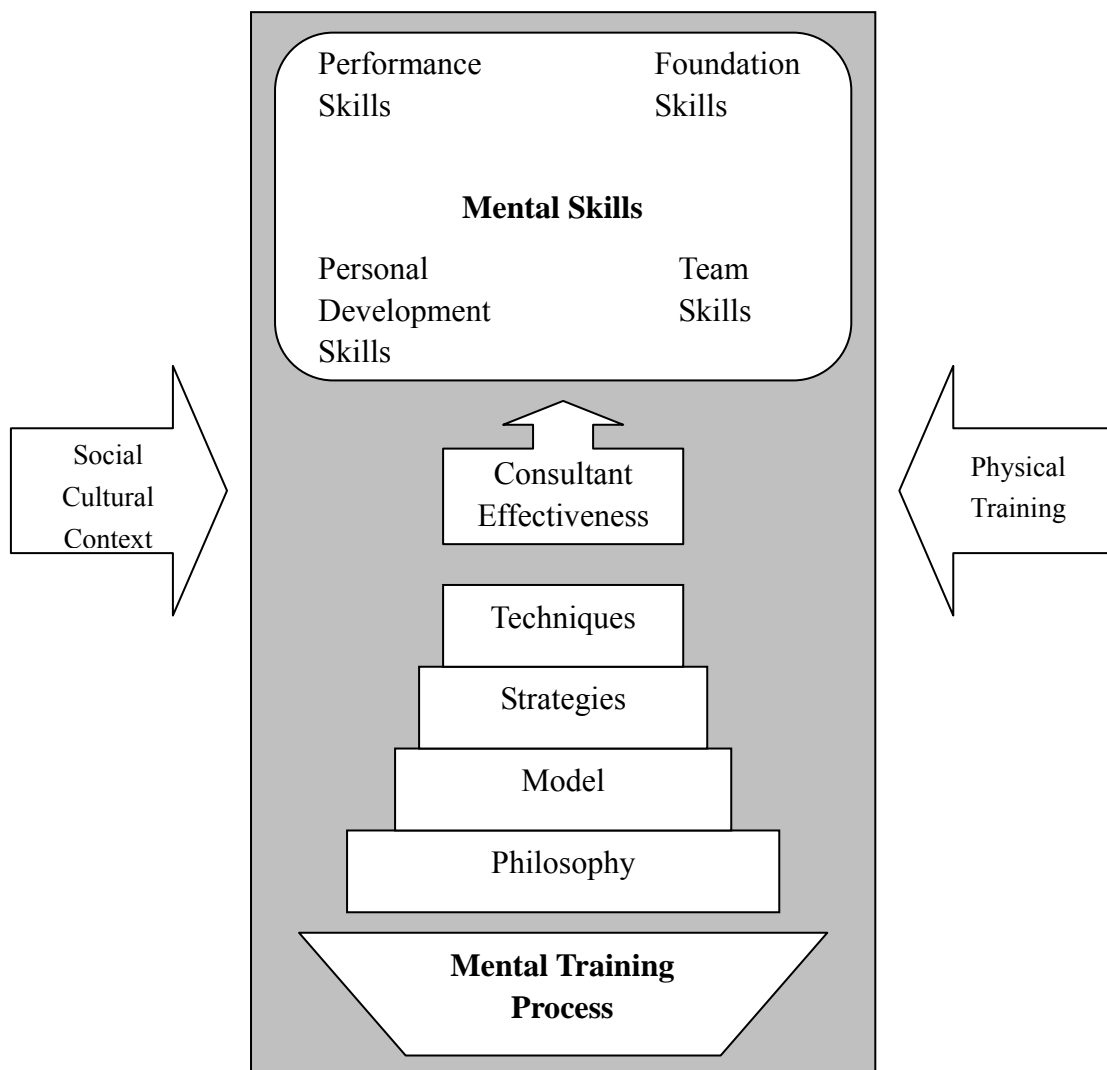 Performance
Skills
Foundation
Skills
Mental Skills
Personal
Development
Skills
Team
Skills
Social
Cultural
Context
Consultant
Effectiveness
Physical
Training
Techniques
Strategies
Model
Philosophy
Mental Training
Process